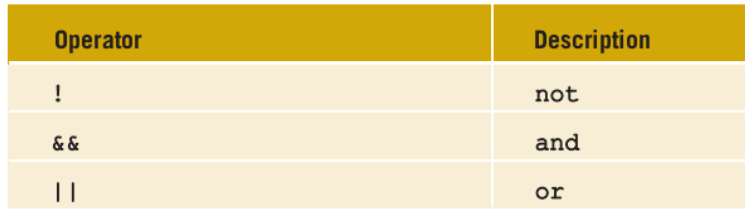 Operator Description
! not
&& and
|| or